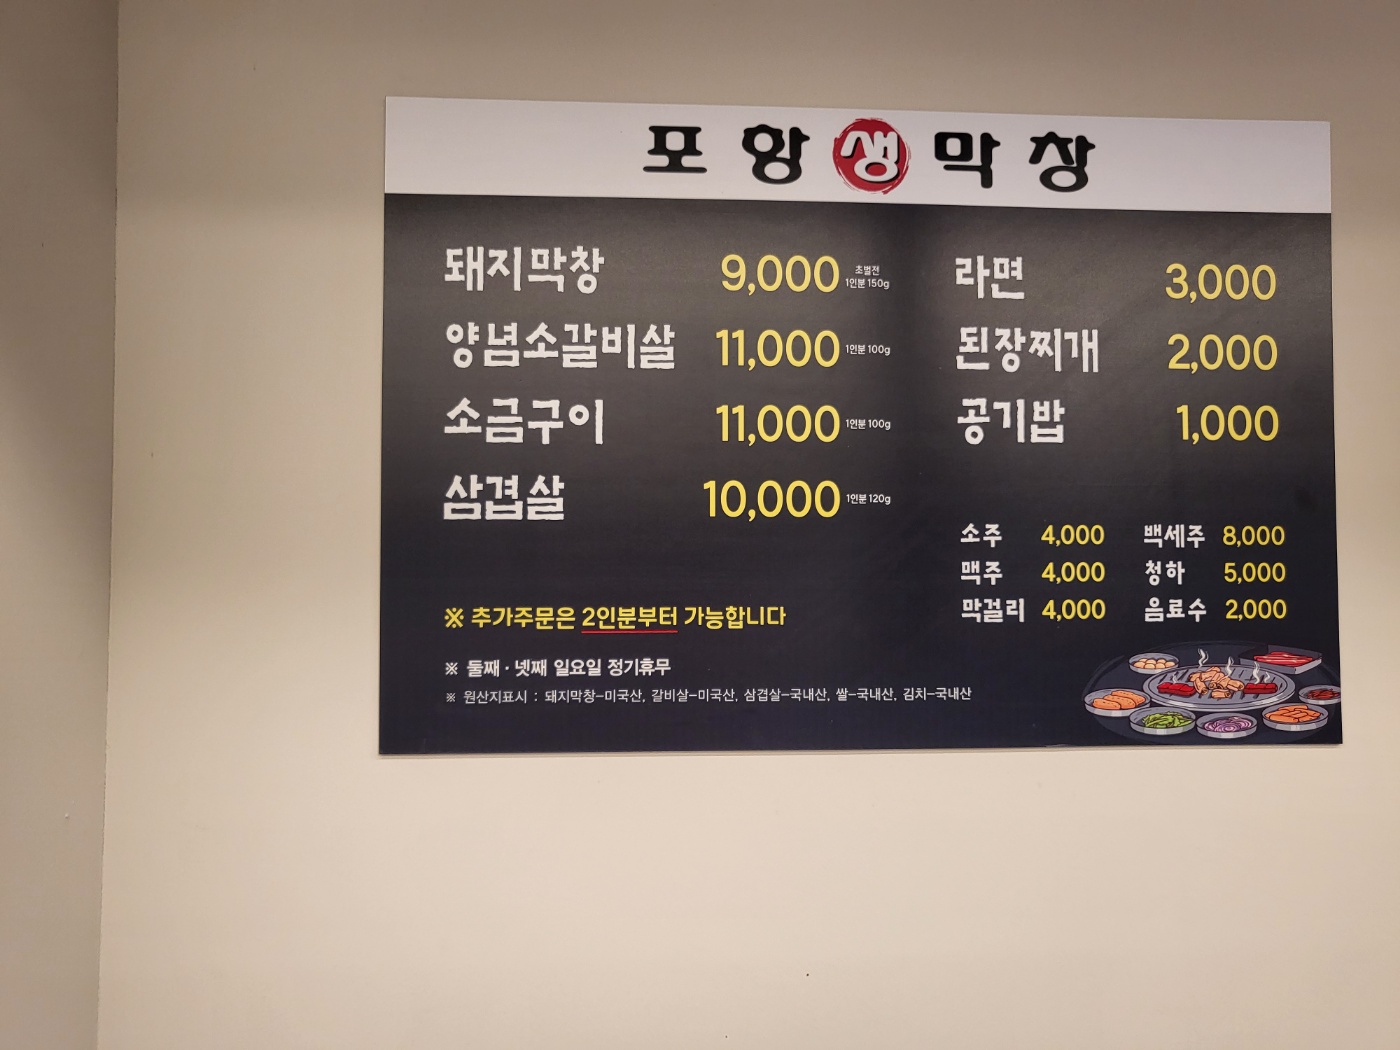 포항생막창
돼지막창 9,000 초벌전 1인분 150g
양념소갈비살 11,000 1인분 100g
소금구이 11,000 1인분 100g
삼겹살 10,000 1인분 120g
※ 추가주문은 2인분부터 가능합니다
※ 둘째·넷째 일요일 정기휴무
※ 원산지표시 : 돼지막창-미국산, 갈비살-미국산, 삼겹살-국내산, 쌀-국내산, 김치-국내산
라면 3,000
된장찌개 2,000
공기밥 1,000
소주 4,000 백세주 8,000
맥주 4,000 청하 5,000
막걸리 4,000 음료수 2,000